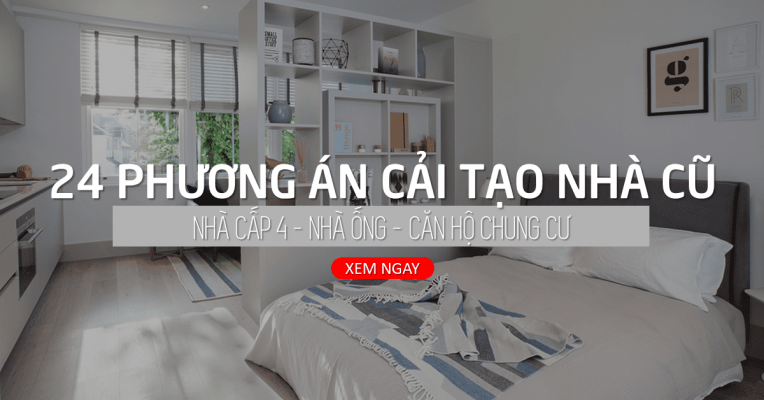 24 PHƯƠNG ÁN CẢI TẠO NHÀ CŨ
NHÀ CẤP 4 - NHÀ ỐNG - CĂN HỘ CHUNG CƯ
XEM NGAY
g
R